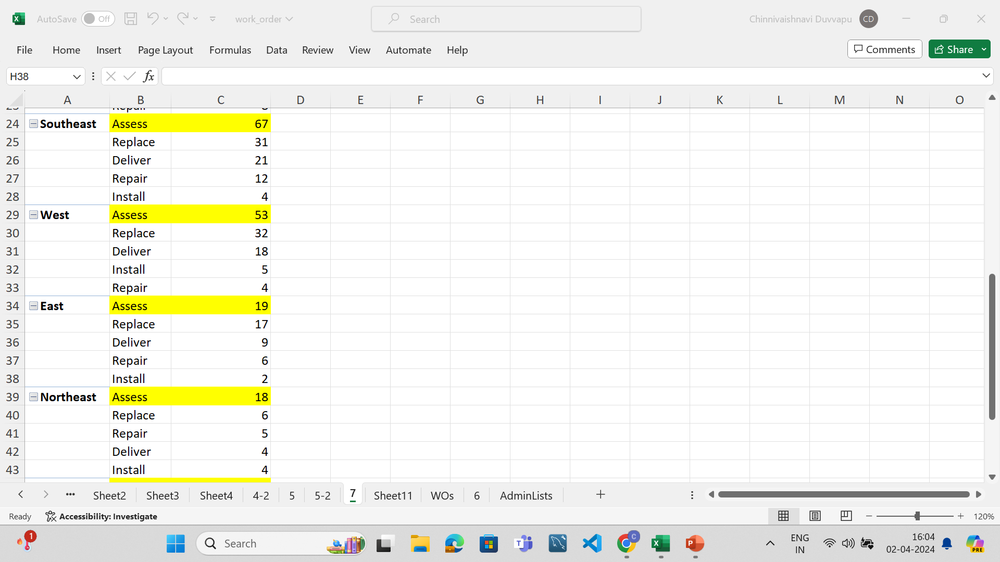 AutoSave Off work_order Search Chinnivaishnavi Duvvapu CD
File Home Insert Page Layout Formulas Data Review View Automate Help Comments Share
H38 fx
A B C D E F G H I J K L M N O
24 Southeast Assess 67
25 Replace 31
26 Deliver 21
27 Repair 12
28 Install 4
29 West Assess 53
30 Replace 32
31 Deliver 18
32 Install 5
33 Repair 4
34 East Assess 19
35 Replace 17
36 Deliver 9
37 Repair 6
38 Install 2
39 Northeast Assess 18
40 Replace 6
41 Repair 5
42 Deliver 4
43 Install 4
Sheet2 Sheet3 Sheet4 4-2 5 5-2 7 Sheet11 WOs 6 AdminLists
Ready Accessibility: Investigate 120%
1 Search C ENG 16:04
IN 02-04-2024 PRE